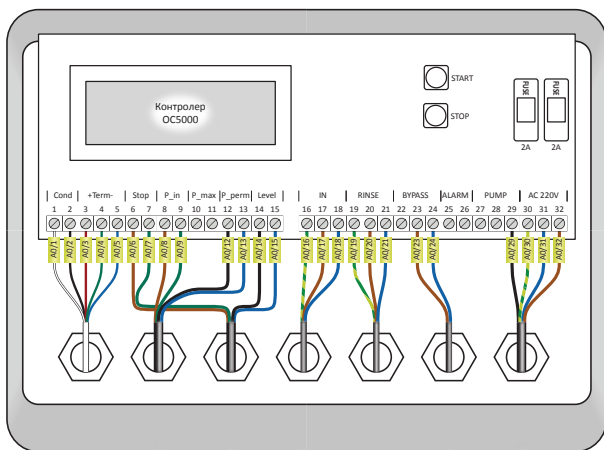 Контролер
ОС5000
START
STOP
FUSE FUSE
2A 2A
Cond +Term- Stop P_in P_max P_perm Level IN RINSE BYPASS ALARM PUMP AC 220V
1 2 3 4 5 6 7 8 9 10 11 12 13 14 15 16 17 18 19 20 21 22 23 24 25 26 27 28 29 30 31 32
A0/1 A0/2 A0/3 A0/4 A0/5 A0/6 A0/7 A0/8 A0/9 A0/12 A0/13 A0/14 A0/15 A0/16 A0/17 A0/18 A0/19 A0/20 A0/21 A0/23 A0/24 A0/29 A0/30 A0/31 A0/32